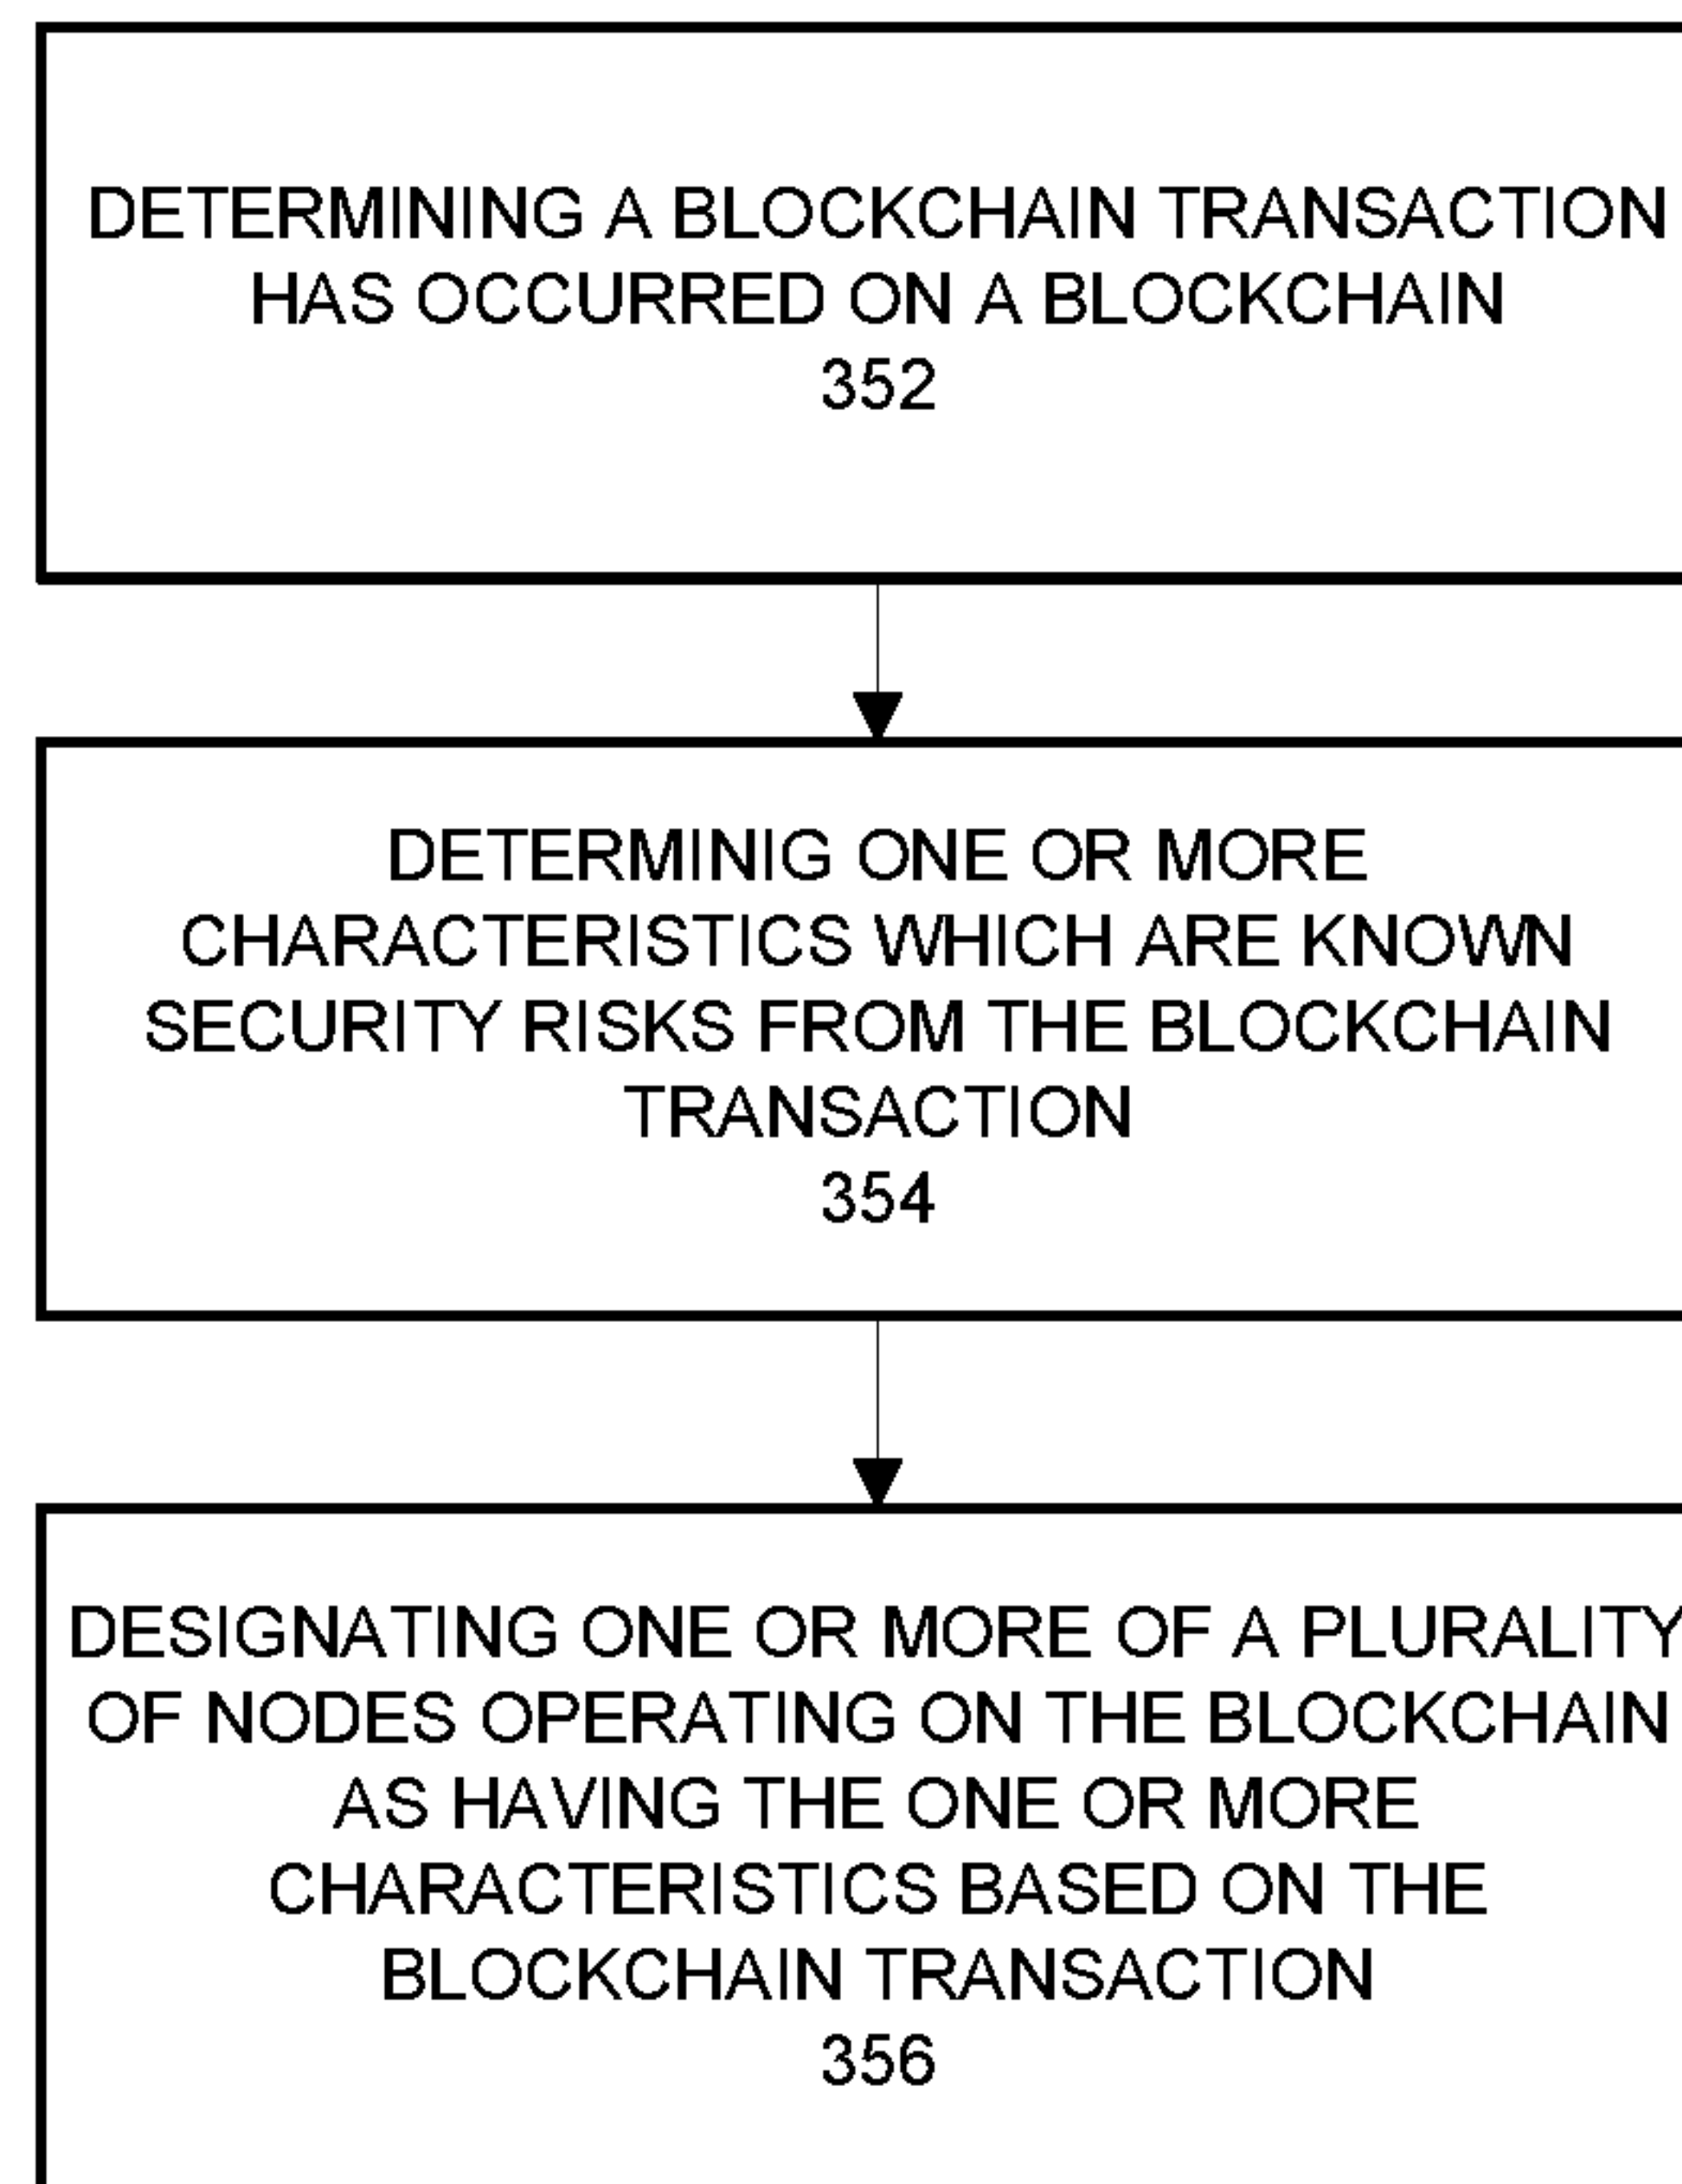 DETERMINING A BLOCKCHAIN TRANSACTION
HAS OCCURRED ON A BLOCKCHAIN
352
DETERMINIG ONE OR MORE
CHARACTERISTICS WHICH ARE KNOWN
SECURITY RISKS FROM THE BLOCKCHAIN
TRANSACTION
354
DESIGNATING ONE OR MORE OF A PLURALITY
OF NODES OPERATING ON THE BLOCKCHAIN
AS HAVING THE ONE OR MORE
CHARACTERISTICS BASED ON THE
BLOCKCHAIN TRANSACTION
356